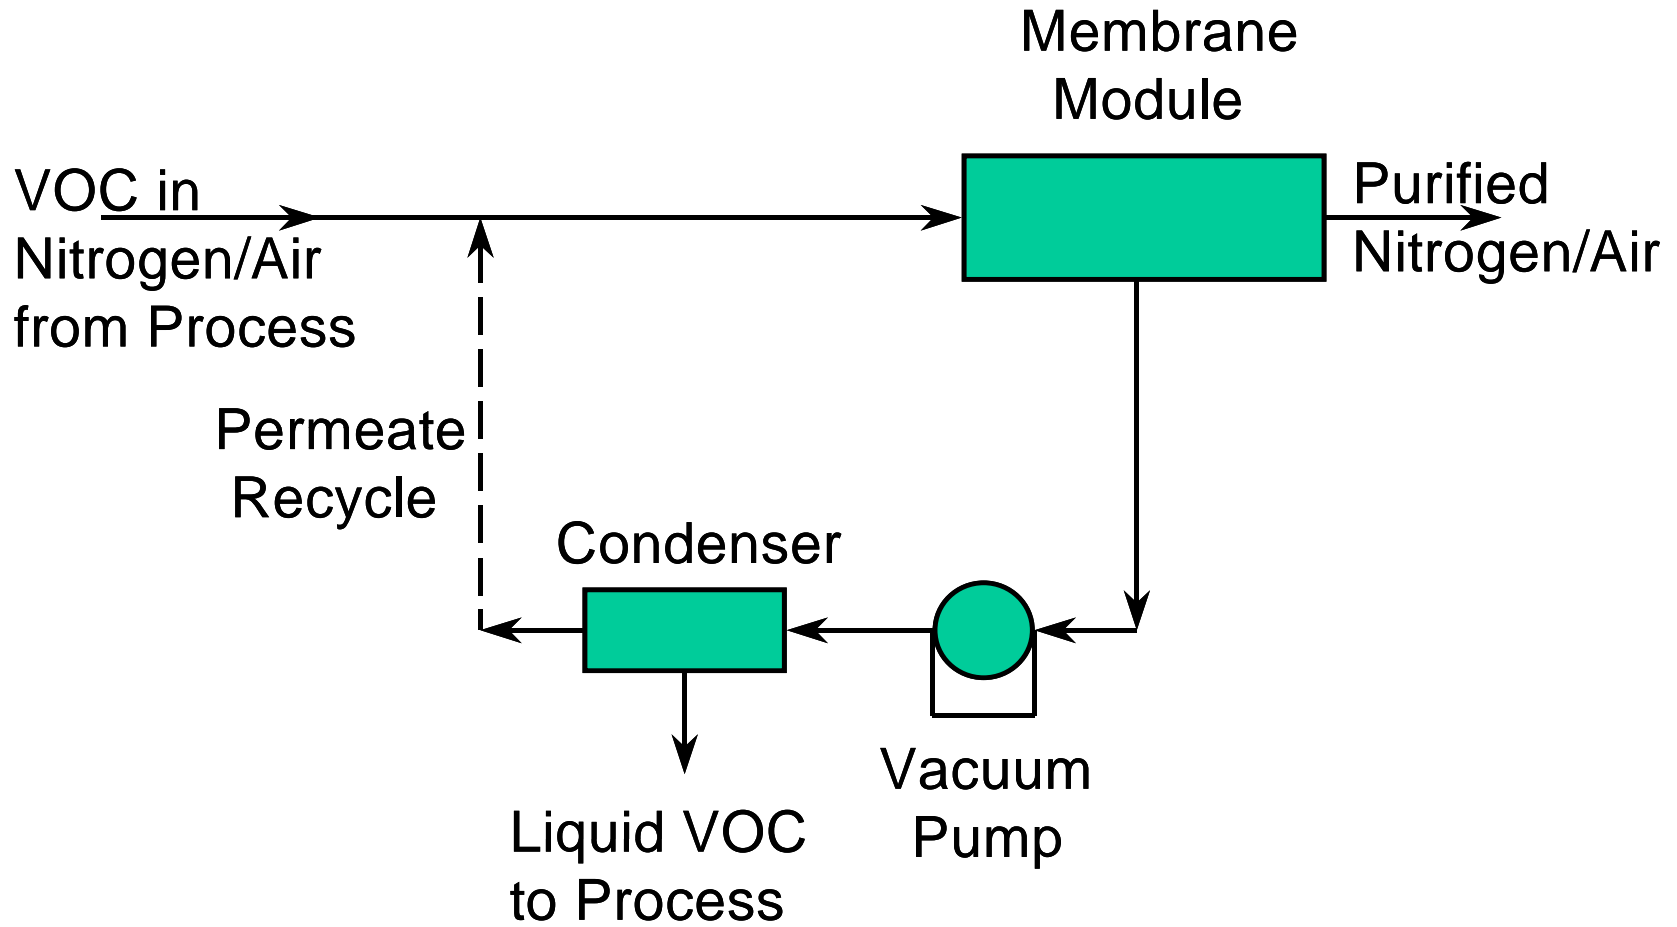 Membrane
Module
VOC in
Nitrogen/Air
from Process
Purified
Nitrogen/Air
Permeate
Recycle
Condenser
Vacuum
Pump
Liquid VOC
to Process